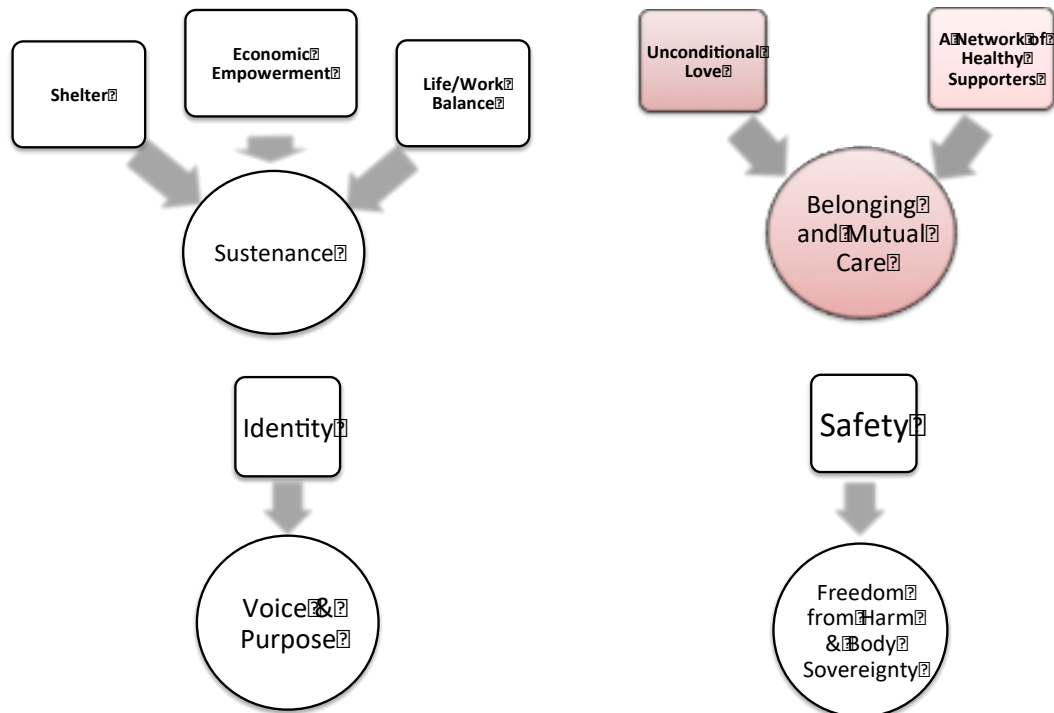 Shelter
Economic
Empowerment
Life/Work
Balance
Sustenance
Unconditional
Love
A Network of
Healthy
Supporters
Belonging
and Mutual
Care
Identity
Voice &
Purpose
Safety
Freedom
from Harm
& Body
Sovereignty